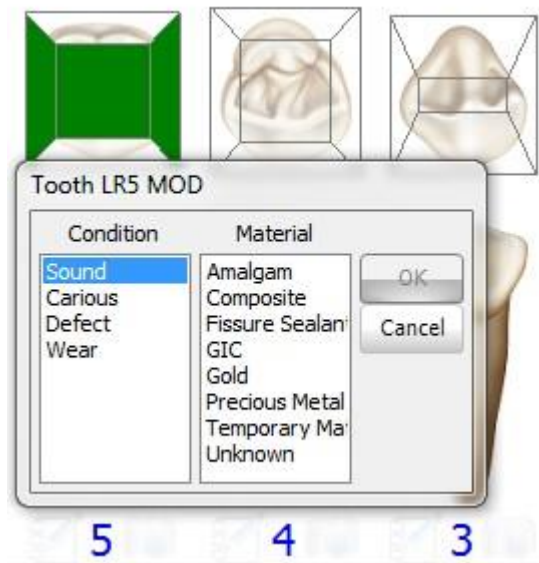 Tooth LR5 MOD
Condition Material
Sound
Carious
Defect
Wear
Amalgam
Composite
Fissure Sealan
GIC
Gold
Precious Metal
Temporary Ma
Unknown
OK
Cancel
5 4 3